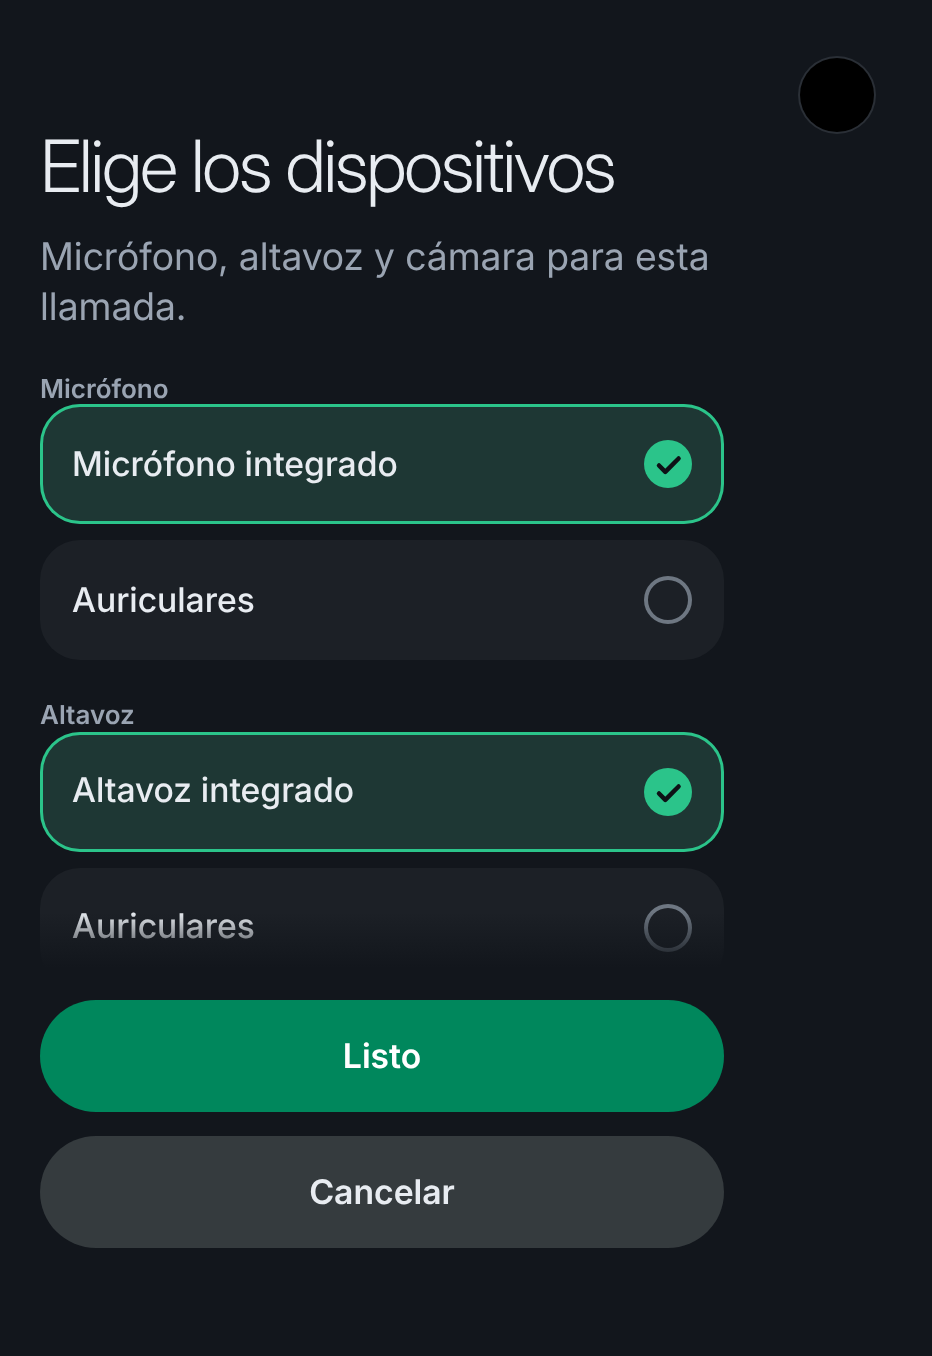 Elige los dispositivos
Micrófono, altavoz y cámara para esta
llamada.
Micrófono
Micrófono integrado
Auriculares
Altavoz
Altavoz integrado
Auriculares
Listo
Cancelar